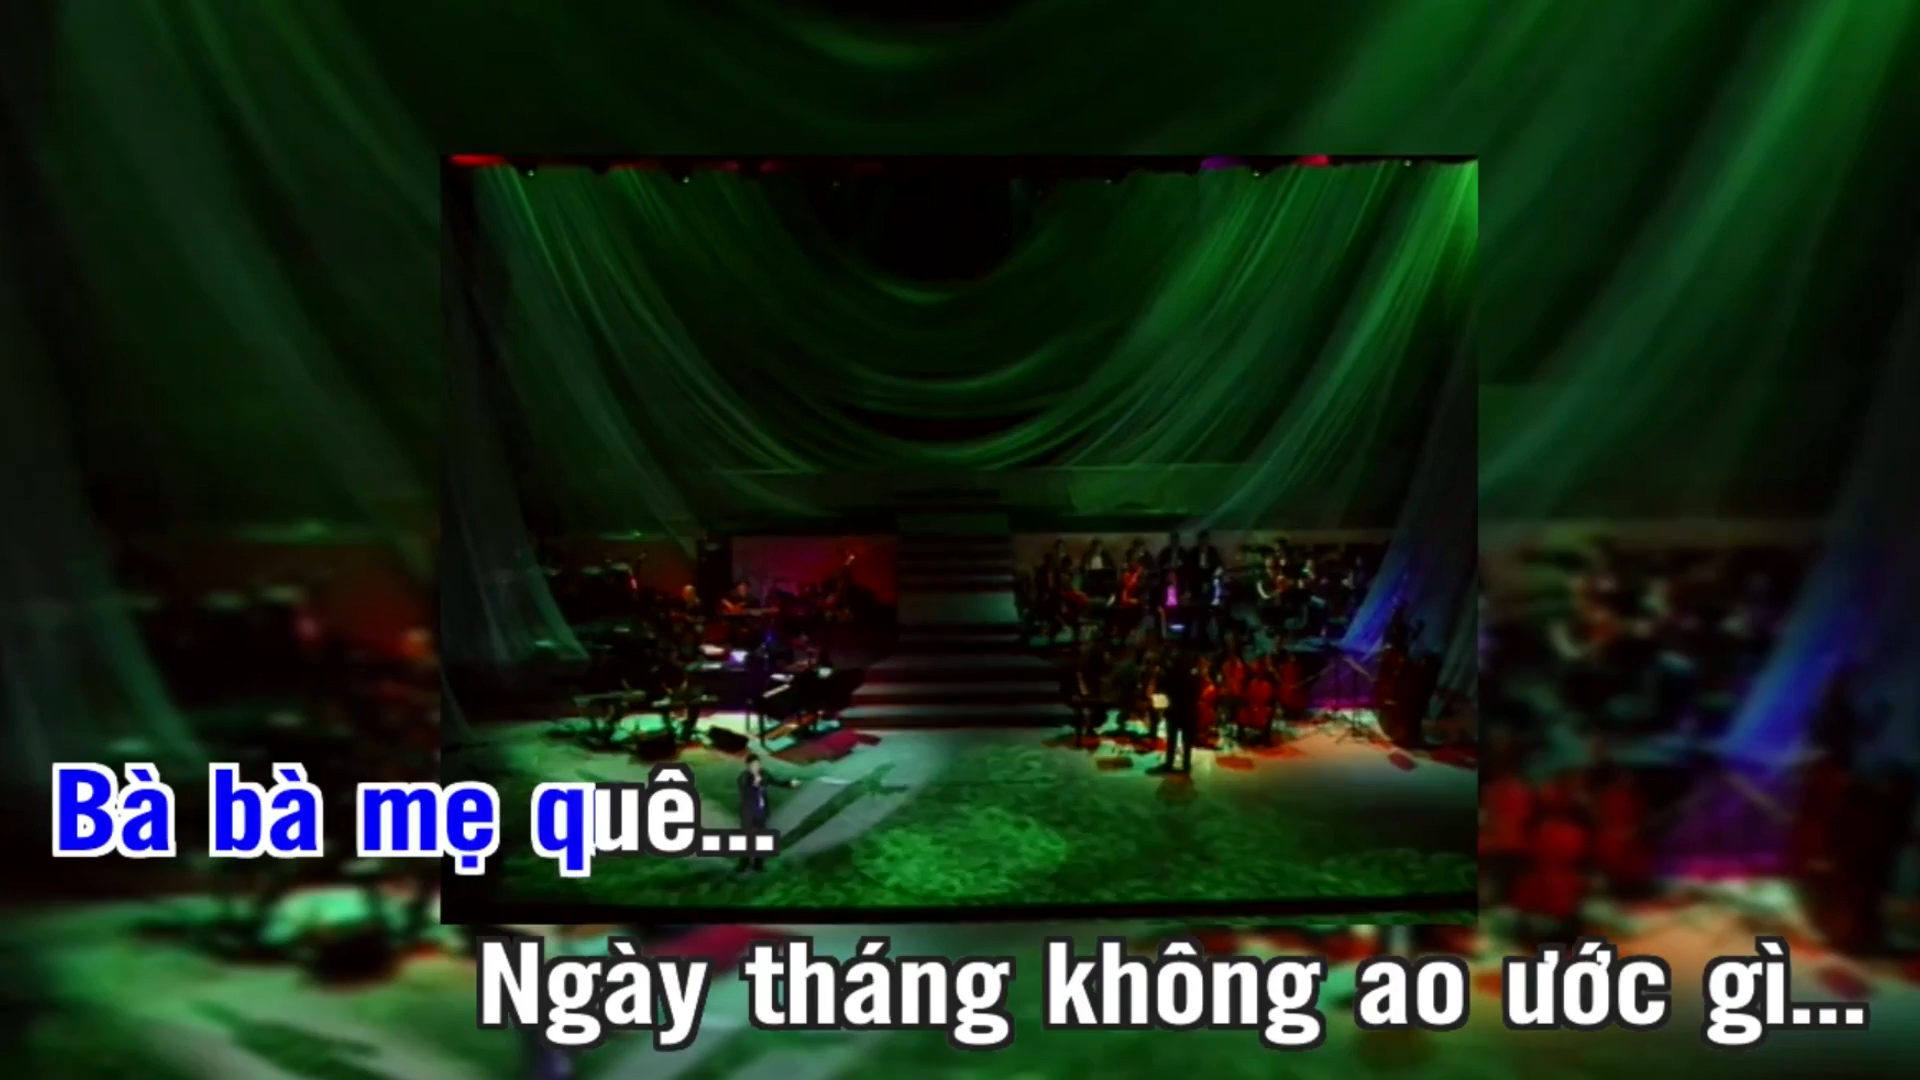 Bà bà mẹ quê...
Ngày tháng không ao ước gì...